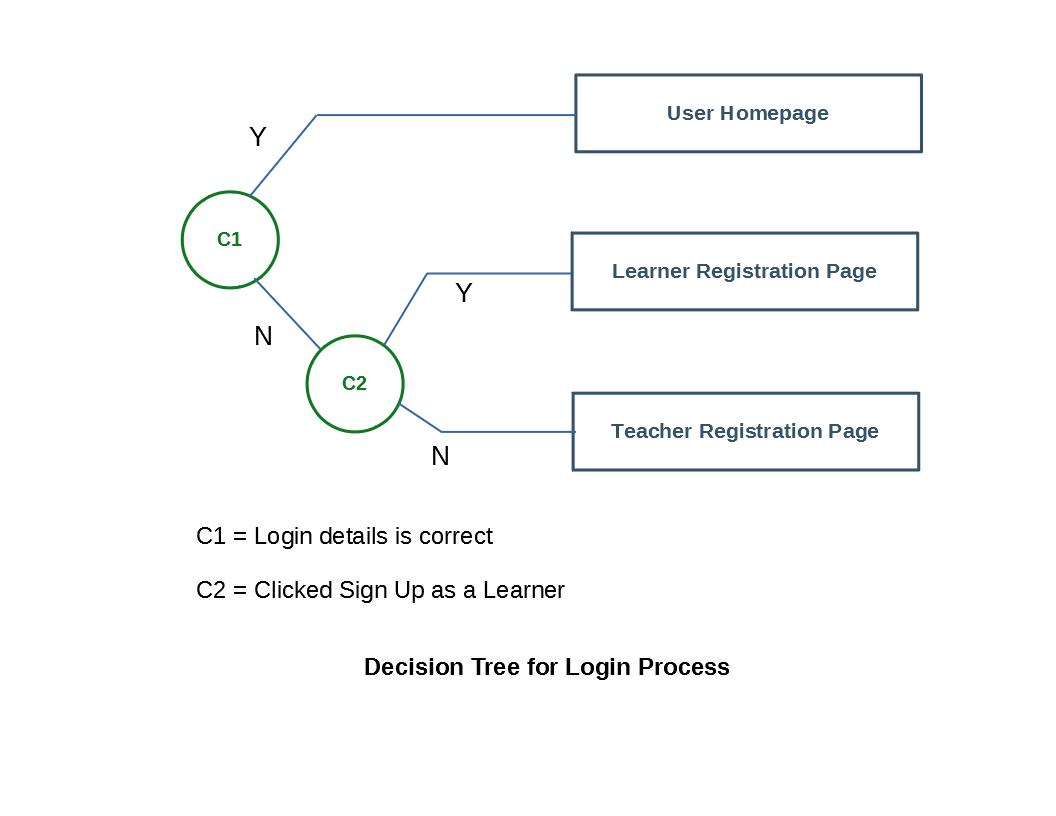 User Homepage
Y
C1
Learner Registration Page
Y
N
C2
Teacher Registration Page
N
C1 = Login details is correct
C2 = Clicked Sign Up as a Learner
Decision Tree for Login Process